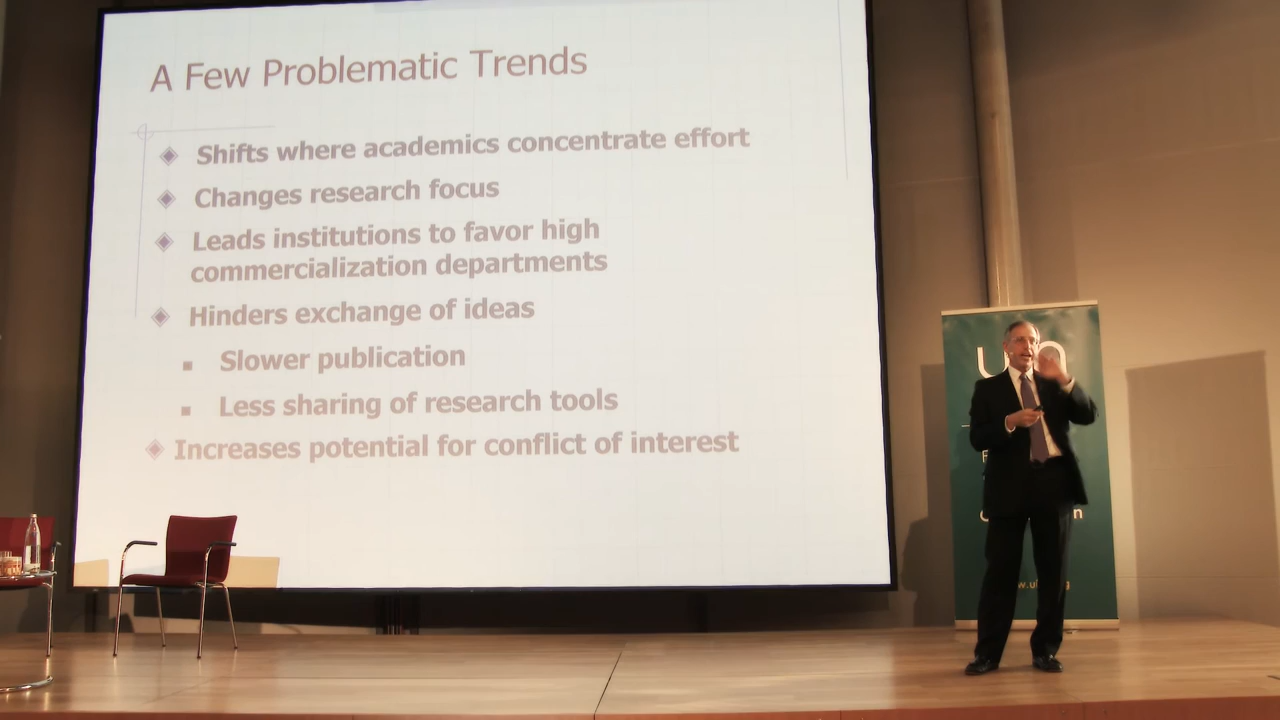 A Few Problematic Trends
Shifts where academics concentrate effort
Changes research focus
Leads institutions to favor high
commercialization departments
Hinders exchange of ideas
Slower publication
Less sharing of research tools
Increases potential for conflict of interest